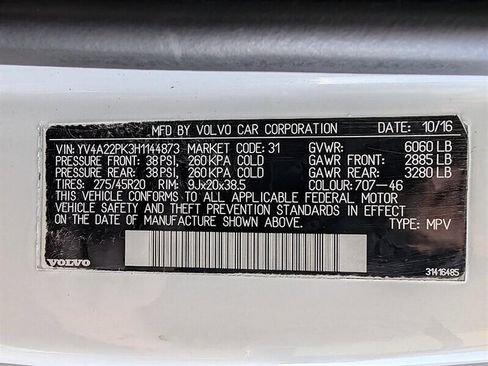 MFD BY VOLVO CAR CORPORATION DATE: 10/16
VIN: YV4A22PK3H1144873 MARKET CODE: 31 GVWR: 6060 LB
PRESSURE FRONT: 38 PSI, 260 KPA COLD GAWR FRONT: 2885 LB
PRESSURE REAR: 38 PSI, 260 KPA COLD GAWR REAR: 3280 LB
TIRES: 275/45R20 RIM: 9Jx20x38.5 COLOUR: 707-46
THIS VEHICLE CONFORMS TO ALL APPLICABLE FEDERAL MOTOR
VEHICLE SAFETY AND THEFT PREVENTION STANDARDS IN EFFECT
ON THE DATE OF MANUFACTURE SHOWN ABOVE. TYPE: MPV
VOLVO 31416485